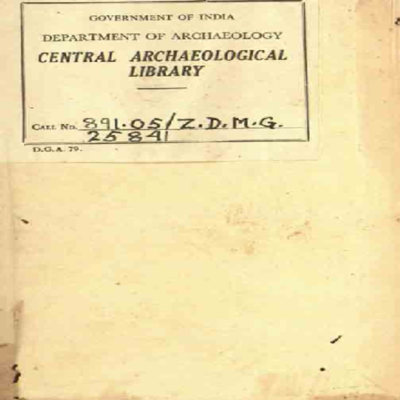 GOVERNMENT OF INDIA
DEPARTMENT OF ARCHAEOLOGY
CENTRAL ARCHAEOLOGICAL
LIBRARY
CALL No. 891.05/Z.D.M.G.
25841
D.G.A. 79.